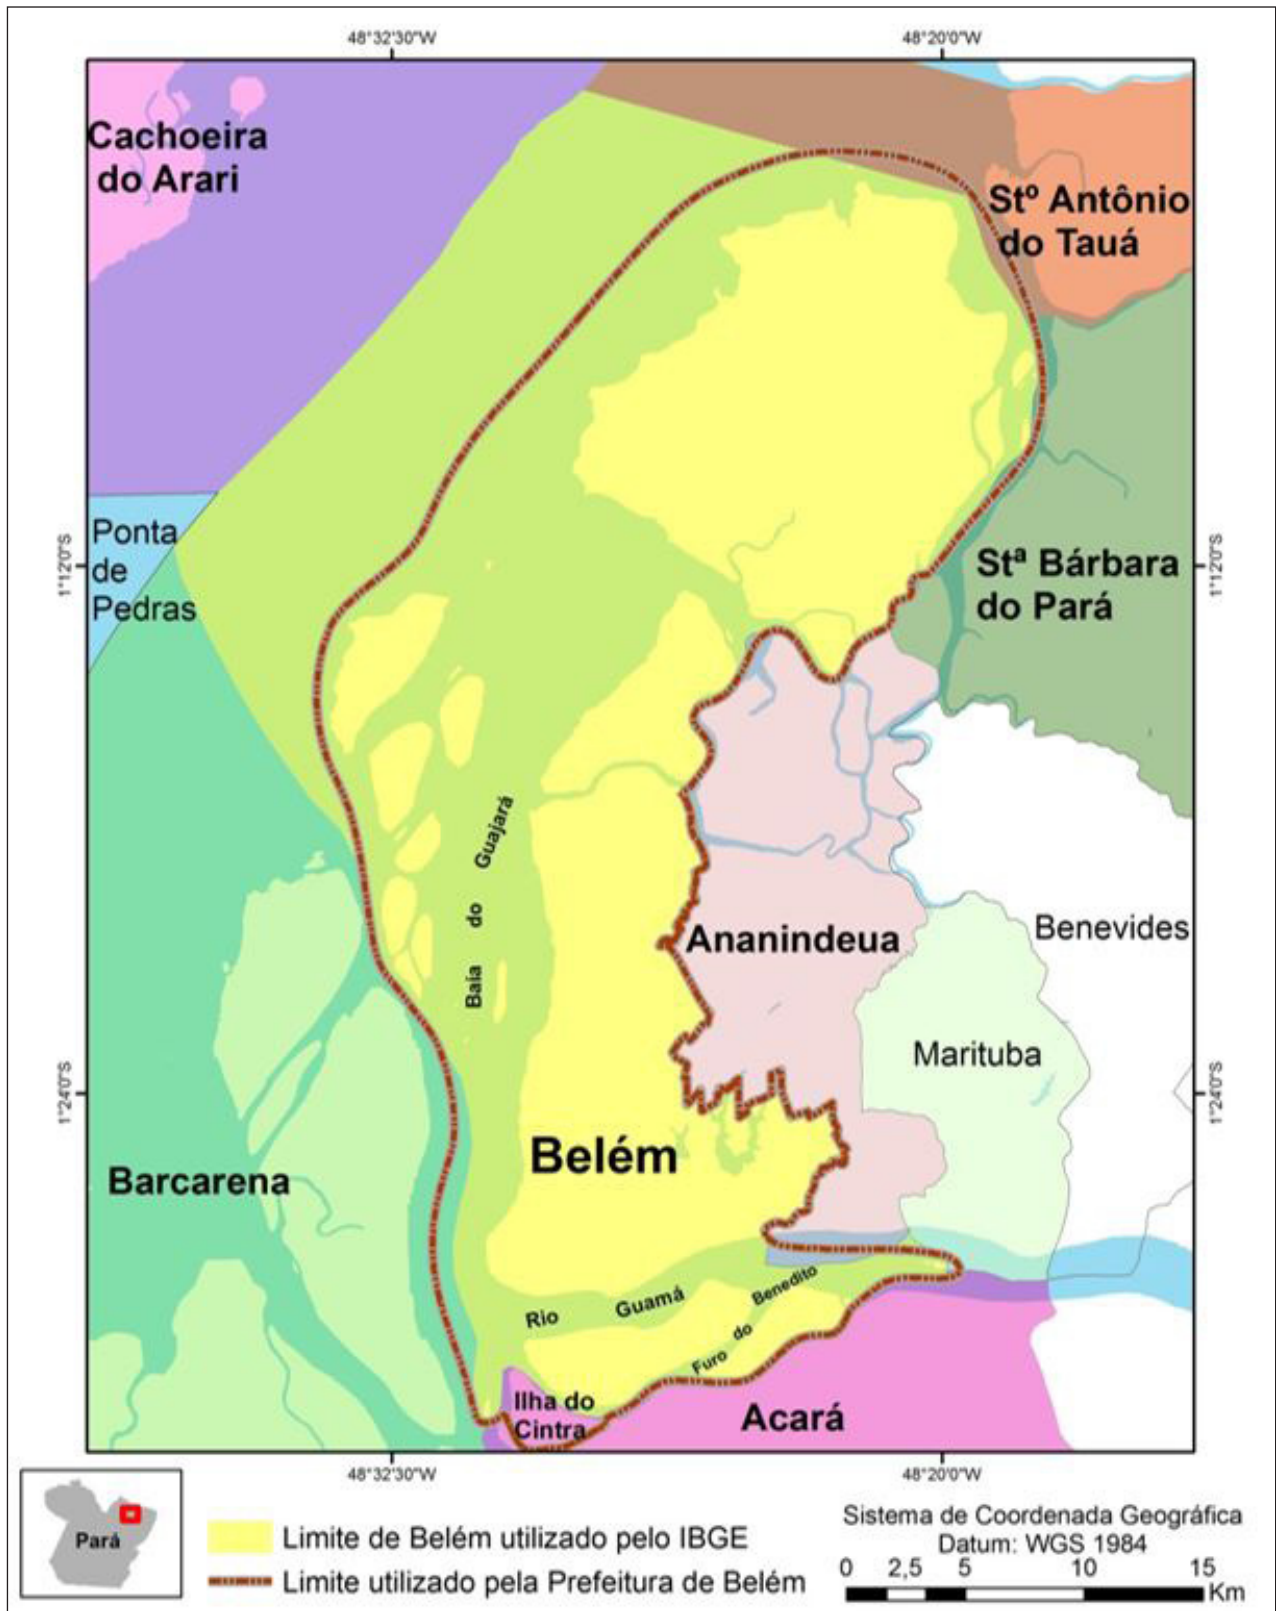 48°32'30"W
48°20'0"W
Cachoeira
do Arari
Stº Antônio
do Tauá
Ponta
de
Pedras
1°12'0"S
1°12'0"S
Stª Bárbara
do Pará
Baía do Guajará
Ananindeua
Benevides
Marituba
1°24'0"S
1°24'0"S
Belém
Barcarena
Rio Guamá
Furo do Benedito
Ilha do
Cintra
Acará
48°32'30"W
48°20'0"W
Pará
Limite de Belém utilizado pelo IBGE
Limite utilizado pela Prefeitura de Belém
Sistema de Coordenada Geográfica
Datum: WGS 1984
0 2,5 5 10 15
Km